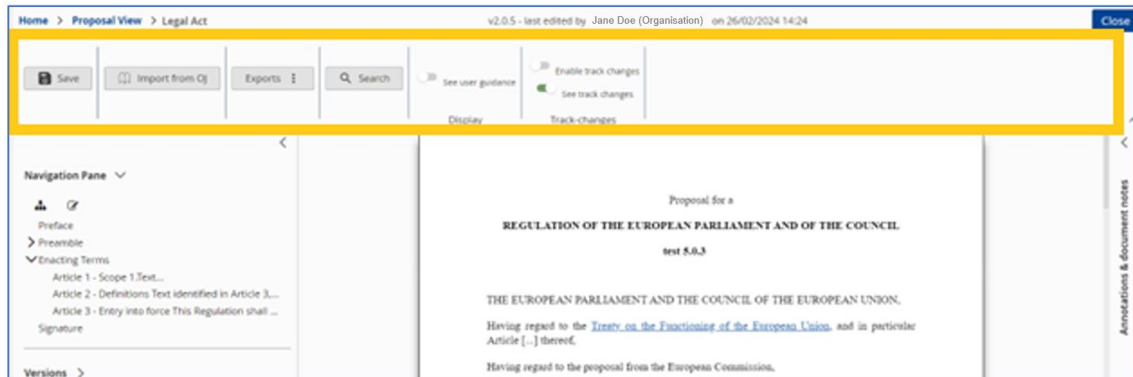 Home > Proposal View > Legal Act
v2.0.5 - last edited by Jane Doe (Organisation) on 26/02/2024 14:24
Close
Save
Import from OJ
Exports
Search
See user guidance
Display
Enable track changes
See track changes
Track-changes
Navigation Pane
Preface
Preamble
Enacting Terms
Article 1 - Scope 1.Text...
Article 2 - Definitions Text identified in Article 3,...
Article 3 - Entry into force This Regulation shall ...
Signature
Versions
Proposal for a
REGULATION OF THE EUROPEAN PARLIAMENT AND OF THE COUNCIL
test 5.0.3
THE EUROPEAN PARLIAMENT AND THE COUNCIL OF THE EUROPEAN UNION,
Having regard to the Treaty on the Functioning of the European Union, and in particular
Article [...] thereof,
Having regard to the proposal from the European Commission,
Annotations & document notes